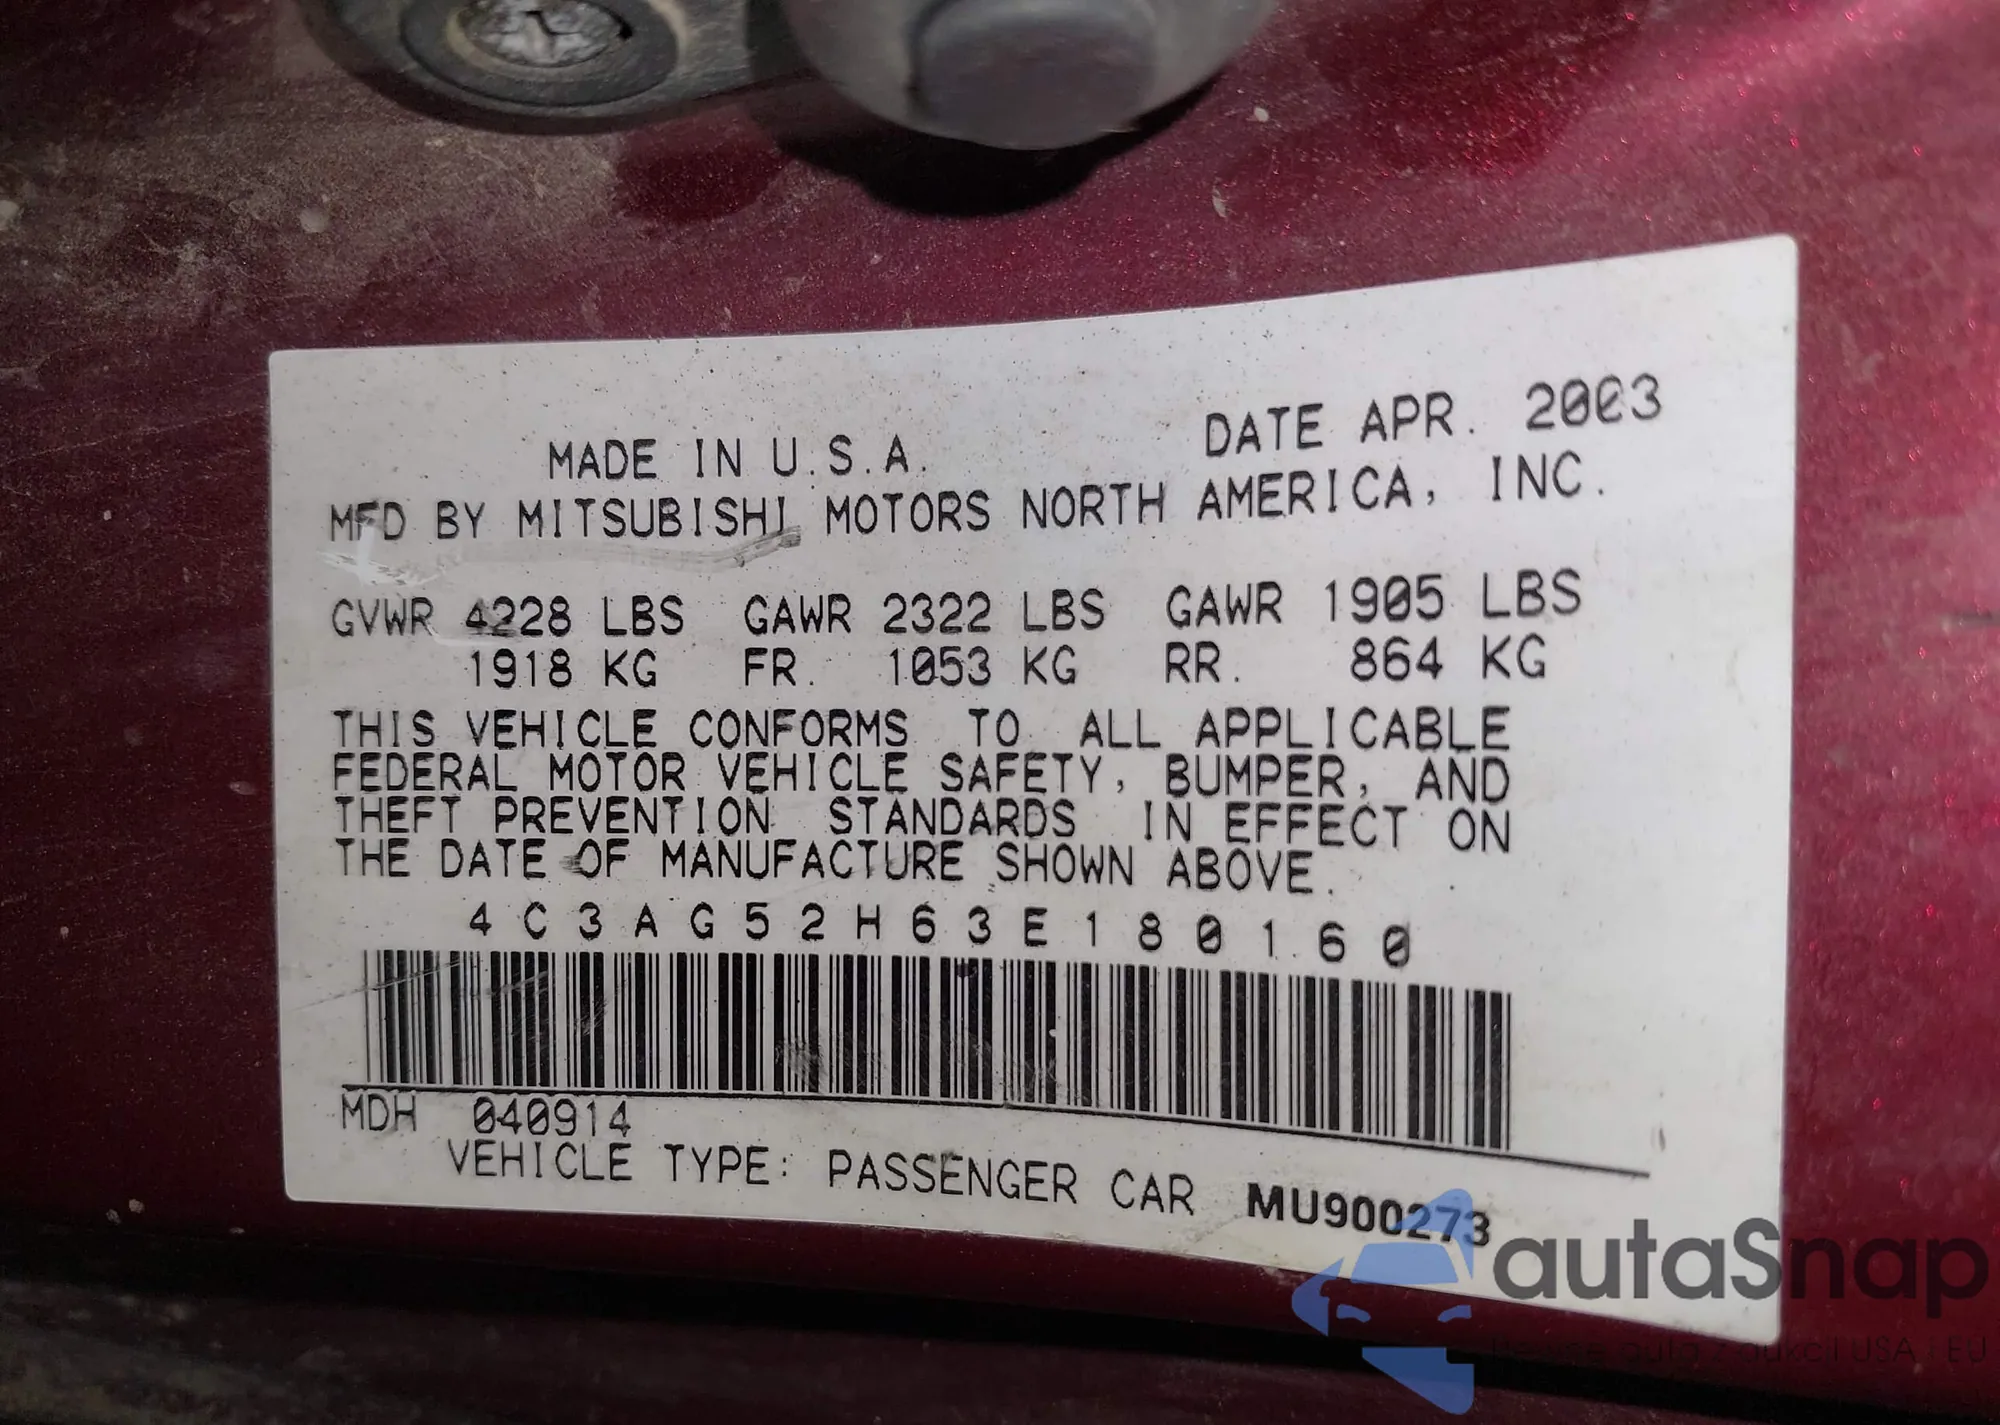 MADE IN U.S.A. DATE APR. 2003
MFD BY MITSUBISHI MOTORS NORTH AMERICA, INC.
GVWR 4228 LBS GAWR 2322 LBS GAWR 1905 LBS
1918 KG FR. 1053 KG RR. 864 KG
THIS VEHICLE CONFORMS TO ALL APPLICABLE
FEDERAL MOTOR VEHICLE SAFETY, BUMPER, AND
THEFT PREVENTION STANDARDS IN EFFECT ON
THE DATE OF MANUFACTURE SHOWN ABOVE.
4C3AG52H63E180160
MDH 040914
VEHICLE TYPE: PASSENGER CAR MU900273
autaSnap
USA i EU